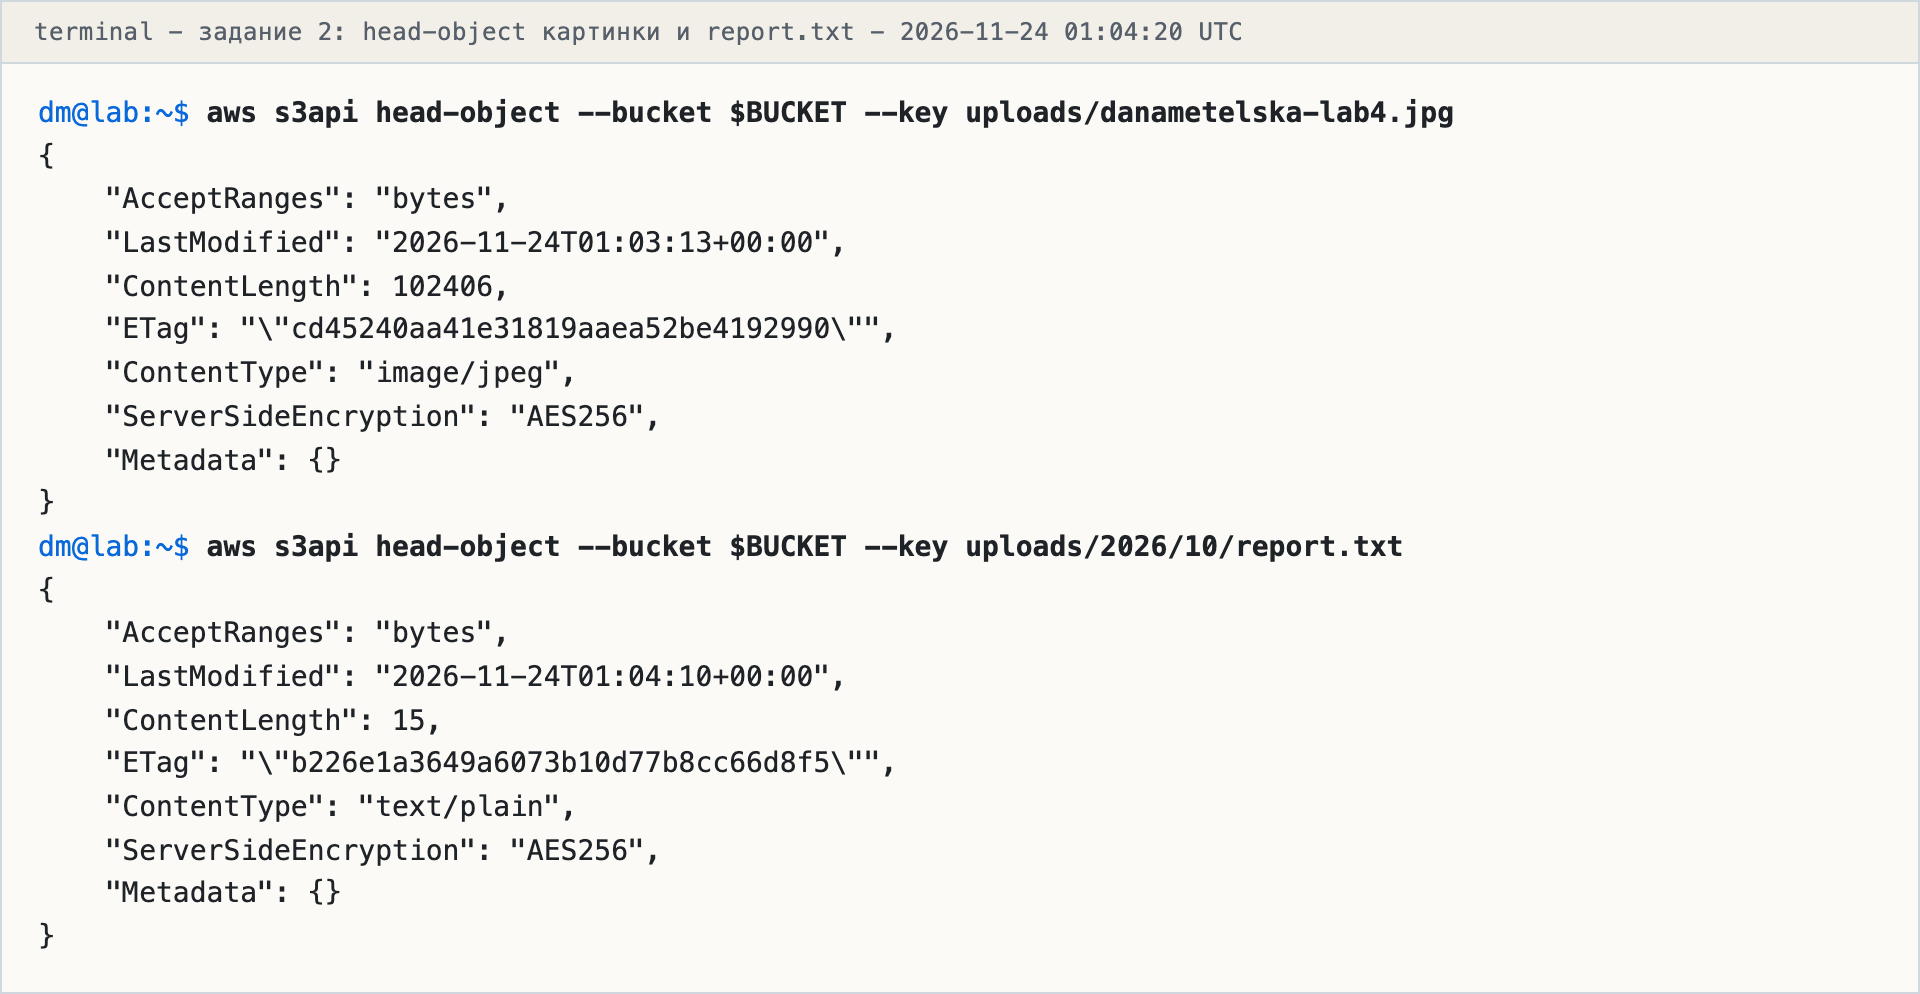 terminal — задание 2: head-object картинки и report.txt — 2026-11-24 01:04:20 UTC
dm@lab:~$ aws s3api head-object --bucket $BUCKET --key uploads/danametelska-lab4.jpg
{
    "AcceptRanges": "bytes",
    "LastModified": "2026-11-24T01:03:13+00:00",
    "ContentLength": 102406,
    "ETag": "\"cd45240aa41e31819aaea52be4192990\"",
    "ContentType": "image/jpeg",
    "ServerSideEncryption": "AES256",
    "Metadata": {}
}
dm@lab:~$ aws s3api head-object --bucket $BUCKET --key uploads/2026/10/report.txt
{
    "AcceptRanges": "bytes",
    "LastModified": "2026-11-24T01:04:10+00:00",
    "ContentLength": 15,
    "ETag": "\"b226e1a3649a6073b10d77b8cc66d8f5\"",
    "ContentType": "text/plain",
    "ServerSideEncryption": "AES256",
    "Metadata": {}
}